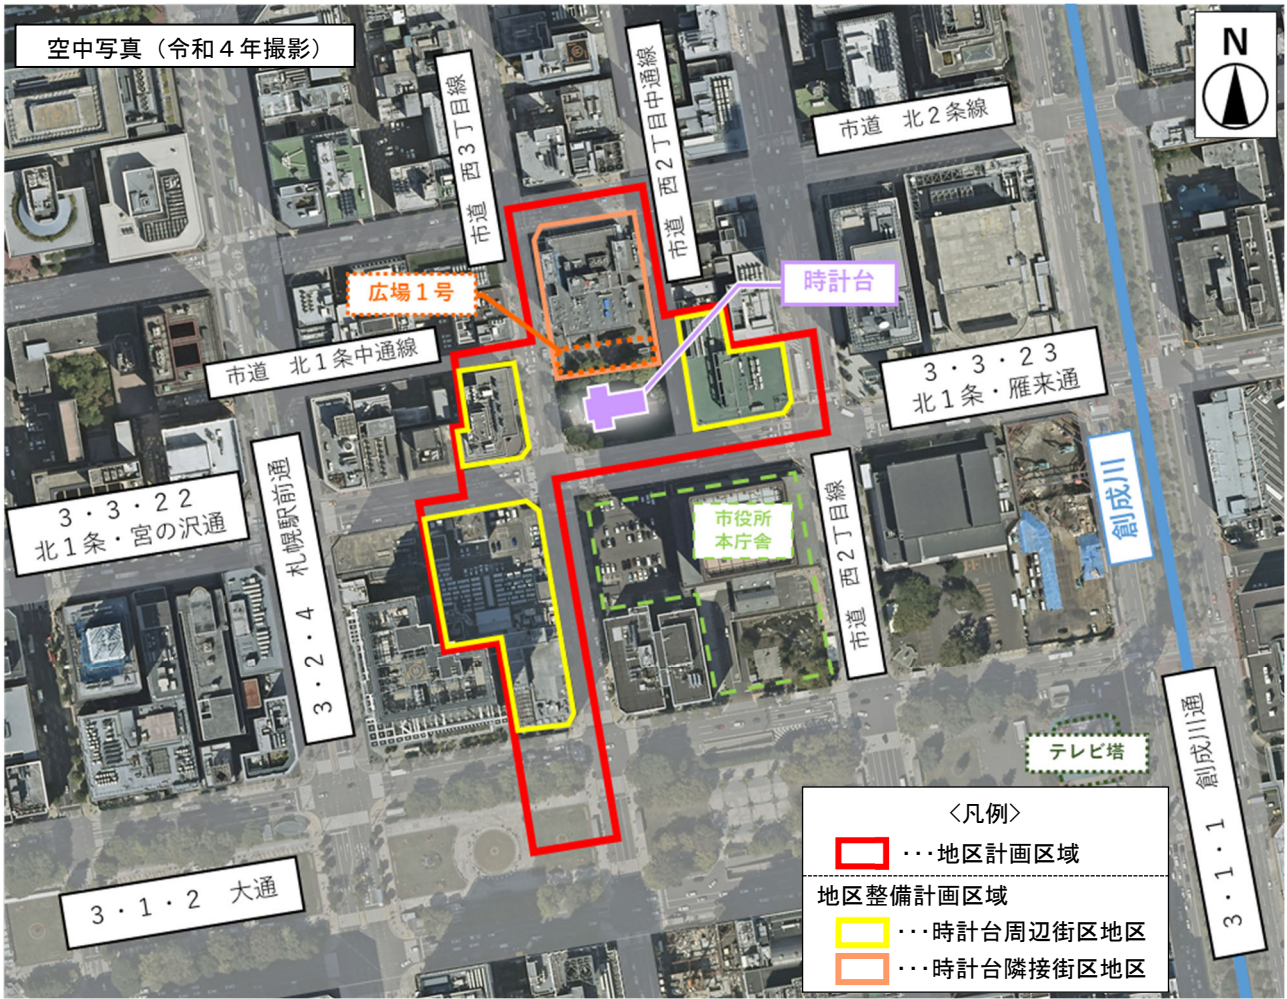 空中写真（令和４年撮影）
N
市道　西３丁目線
市道　西２丁目中通線
市道　北２条線
広場１号
時計台
市道　北１条中通線
３・３・２３
北１条・雁来通
３・３・２２
北１条・宮の沢通
３・２・４　札幌駅前通
市役所
本庁舎
市道　西２丁目線
創成川
テレビ塔
３・１・１　創成川通
３・１・２　大通
〈凡例〉
・・・地区計画区域
地区整備計画区域
・・・時計台周辺街区地区
・・・時計台隣接街区地区